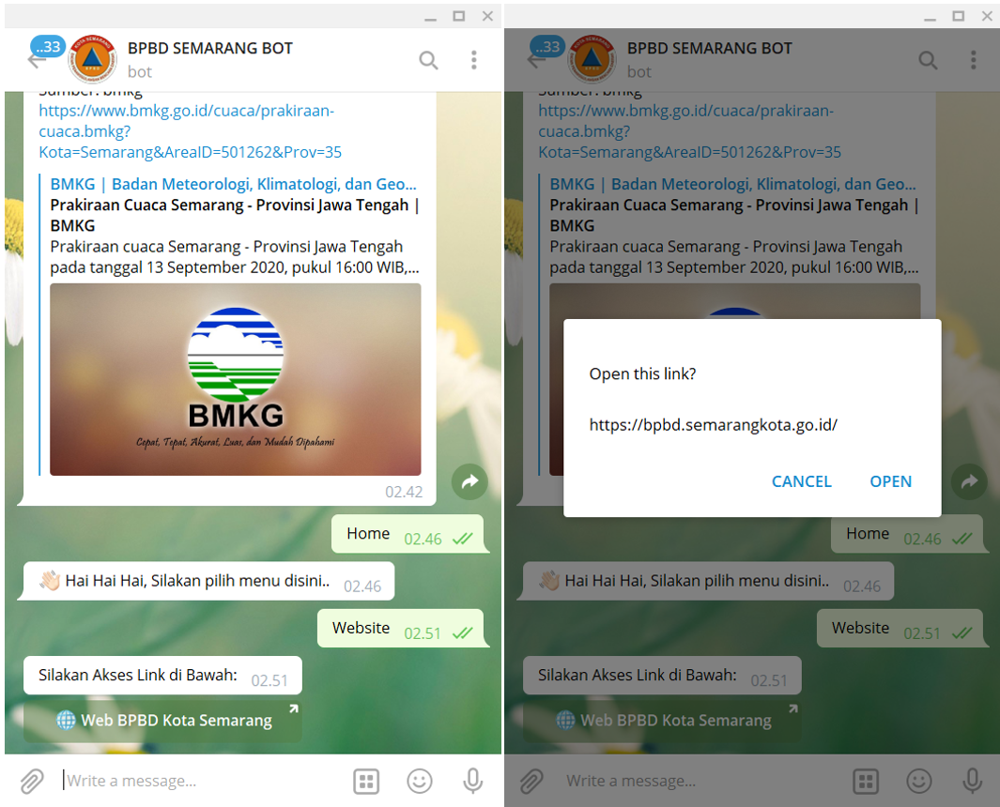 ..33
BPBD SEMARANG BOT
bot
Sumber: bmkg
https://www.bmkg.go.id/cuaca/prakiraan-
cuaca.bmkg?
Kota=Semarang&AreaID=501262&Prov=35
BMKG | Badan Meteorologi, Klimatologi, dan Geo...
Prakiraan Cuaca Semarang - Provinsi Jawa Tengah |
BMKG
Prakiraan cuaca Semarang - Provinsi Jawa Tengah
pada tanggal 13 September 2020, pukul 16:00 WIB,...
BMKG
Cepat, Tepat, Akurat, Luas, dan Mudah Dipahami
02.42
Home 02.46
👋🏻 Hai Hai Hai, Silakan pilih menu disini.. 02.46
Website 02.51
Silakan Akses Link di Bawah: 02.51
🌐 Web BPBD Kota Semarang
Write a message...
..33
BPBD SEMARANG BOT
bot
Sumber: bmkg
https://www.bmkg.go.id/cuaca/prakiraan-
cuaca.bmkg?
Kota=Semarang&AreaID=501262&Prov=35
BMKG | Badan Meteorologi, Klimatologi, dan Geo...
Prakiraan Cuaca Semarang - Provinsi Jawa Tengah |
BMKG
Prakiraan cuaca Semarang - Provinsi Jawa Tengah
pada tanggal 13 September 2020, pukul 16:00 WIB,...
Open this link?
https://bpbd.semarangkota.go.id/
CANCEL OPEN
Home 02.46
👋🏻 Hai Hai Hai, Silakan pilih menu disini.. 02.46
Website 02.51
Silakan Akses Link di Bawah: 02.51
🌐 Web BPBD Kota Semarang
Write a message...